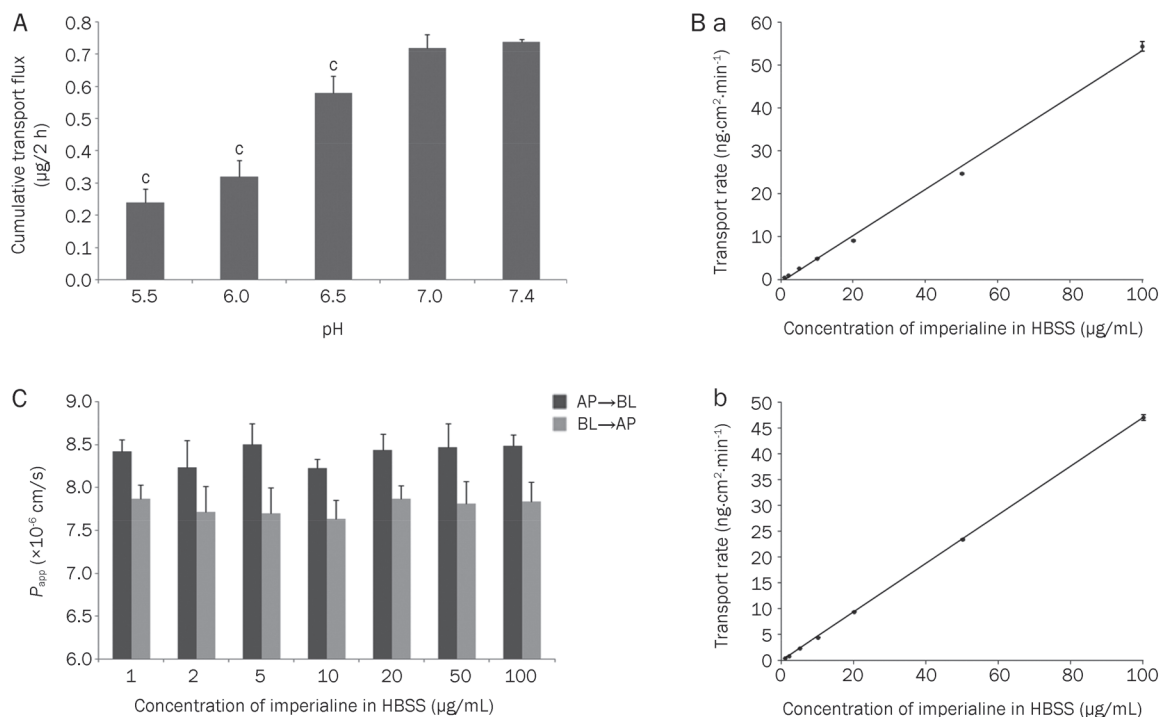 A
Cumulative transport flux
(µg/2 h)
0.8
0.7
0.6
0.5
0.4
0.3
0.2
0.1
0.0
c
c
c
5.5 6.0 6.5 7.0 7.4
pH
B a
Transport rate (ng·cm²·min⁻¹)
60
50
40
30
20
10
0
0 20 40 60 80 100
Concentration of imperialine in HBSS (µg/mL)
C
Papp (×10⁻⁶ cm/s)
9.0
8.5
8.0
7.5
7.0
6.5
6.0
AP→BL
BL→AP
1 2 5 10 20 50 100
Concentration of imperialine in HBSS (µg/mL)
b
Transport rate (ng·cm²·min⁻¹)
50
45
40
35
30
25
20
15
10
5
0
0 20 40 60 80 100
Concentration of imperialine in HBSS (µg/mL)